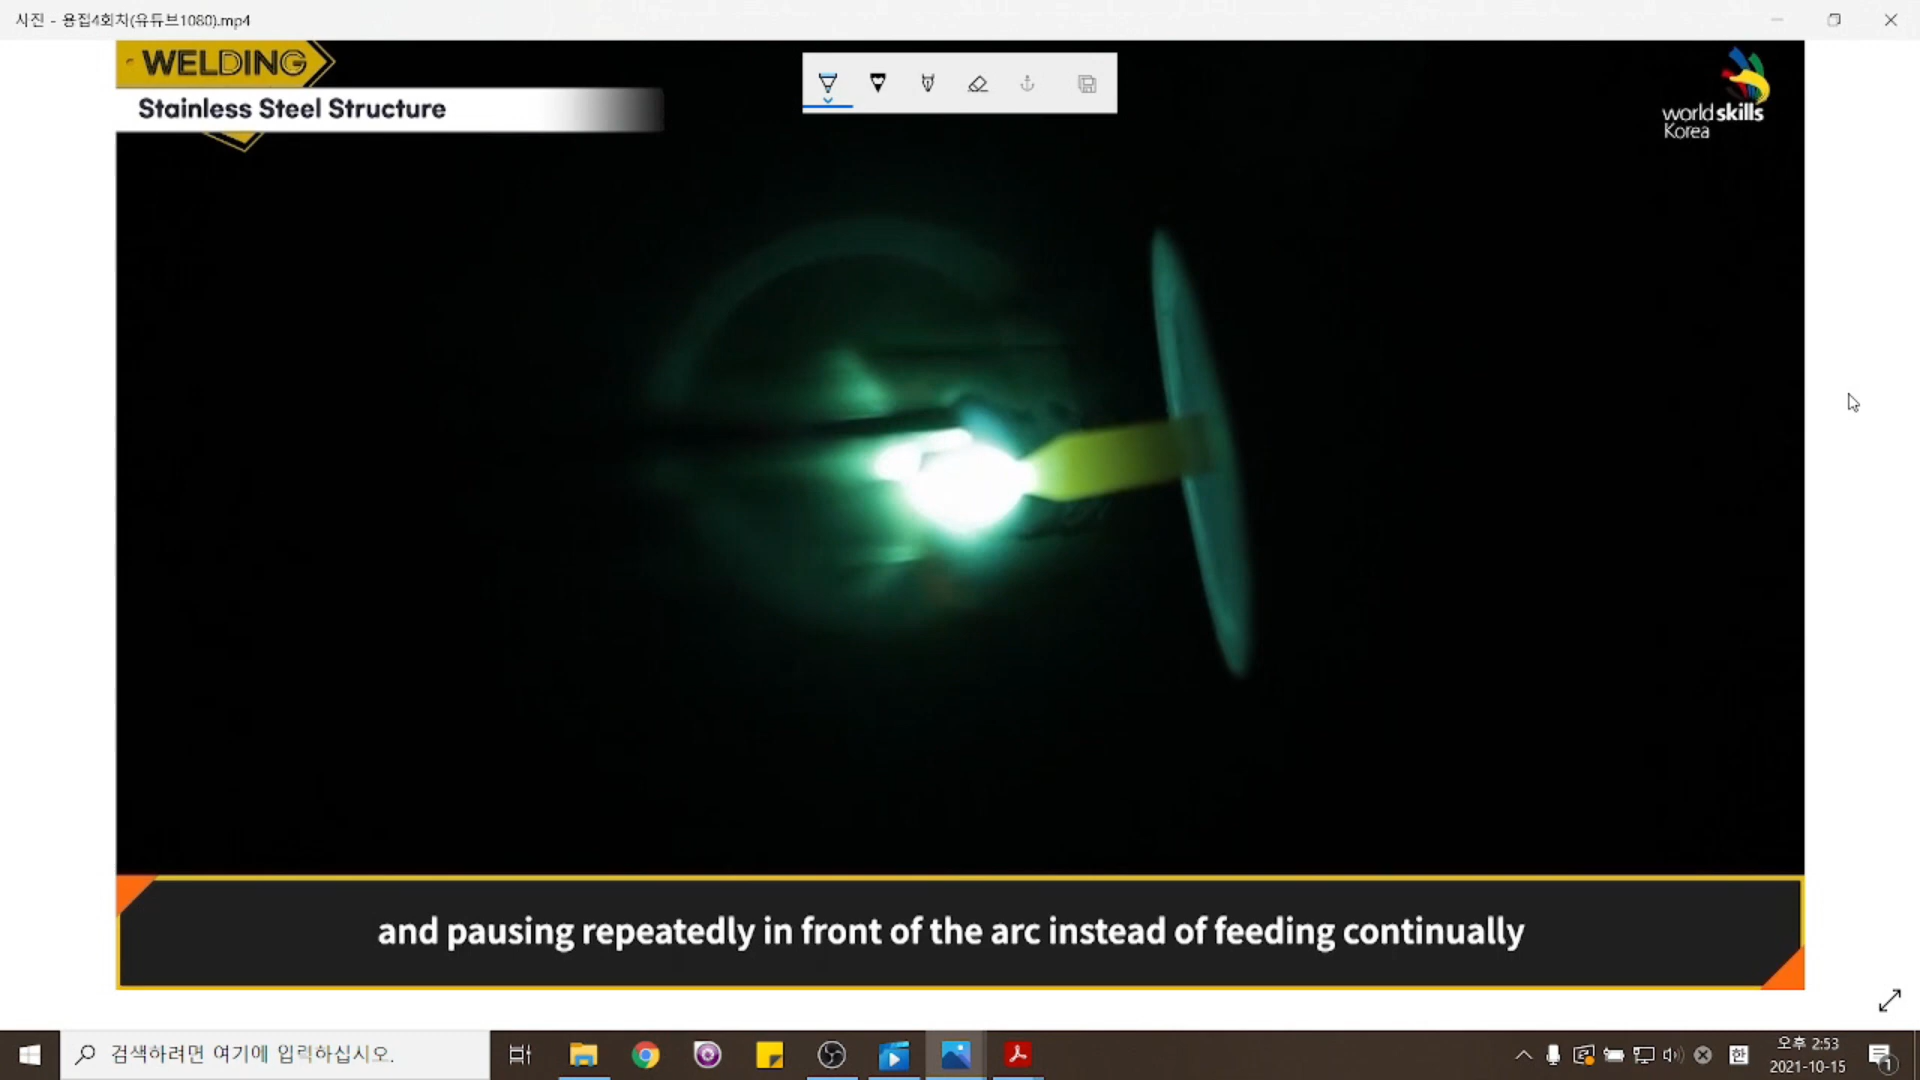 사진 - 용접4회차(유튜브1080).mp4
WELDING
Stainless Steel Structure
world skills
Korea
and pausing repeatedly in front of the arc instead of feeding continually
검색하려면 여기에 입력하십시오.
한
오후 2:53
2021-10-15
1